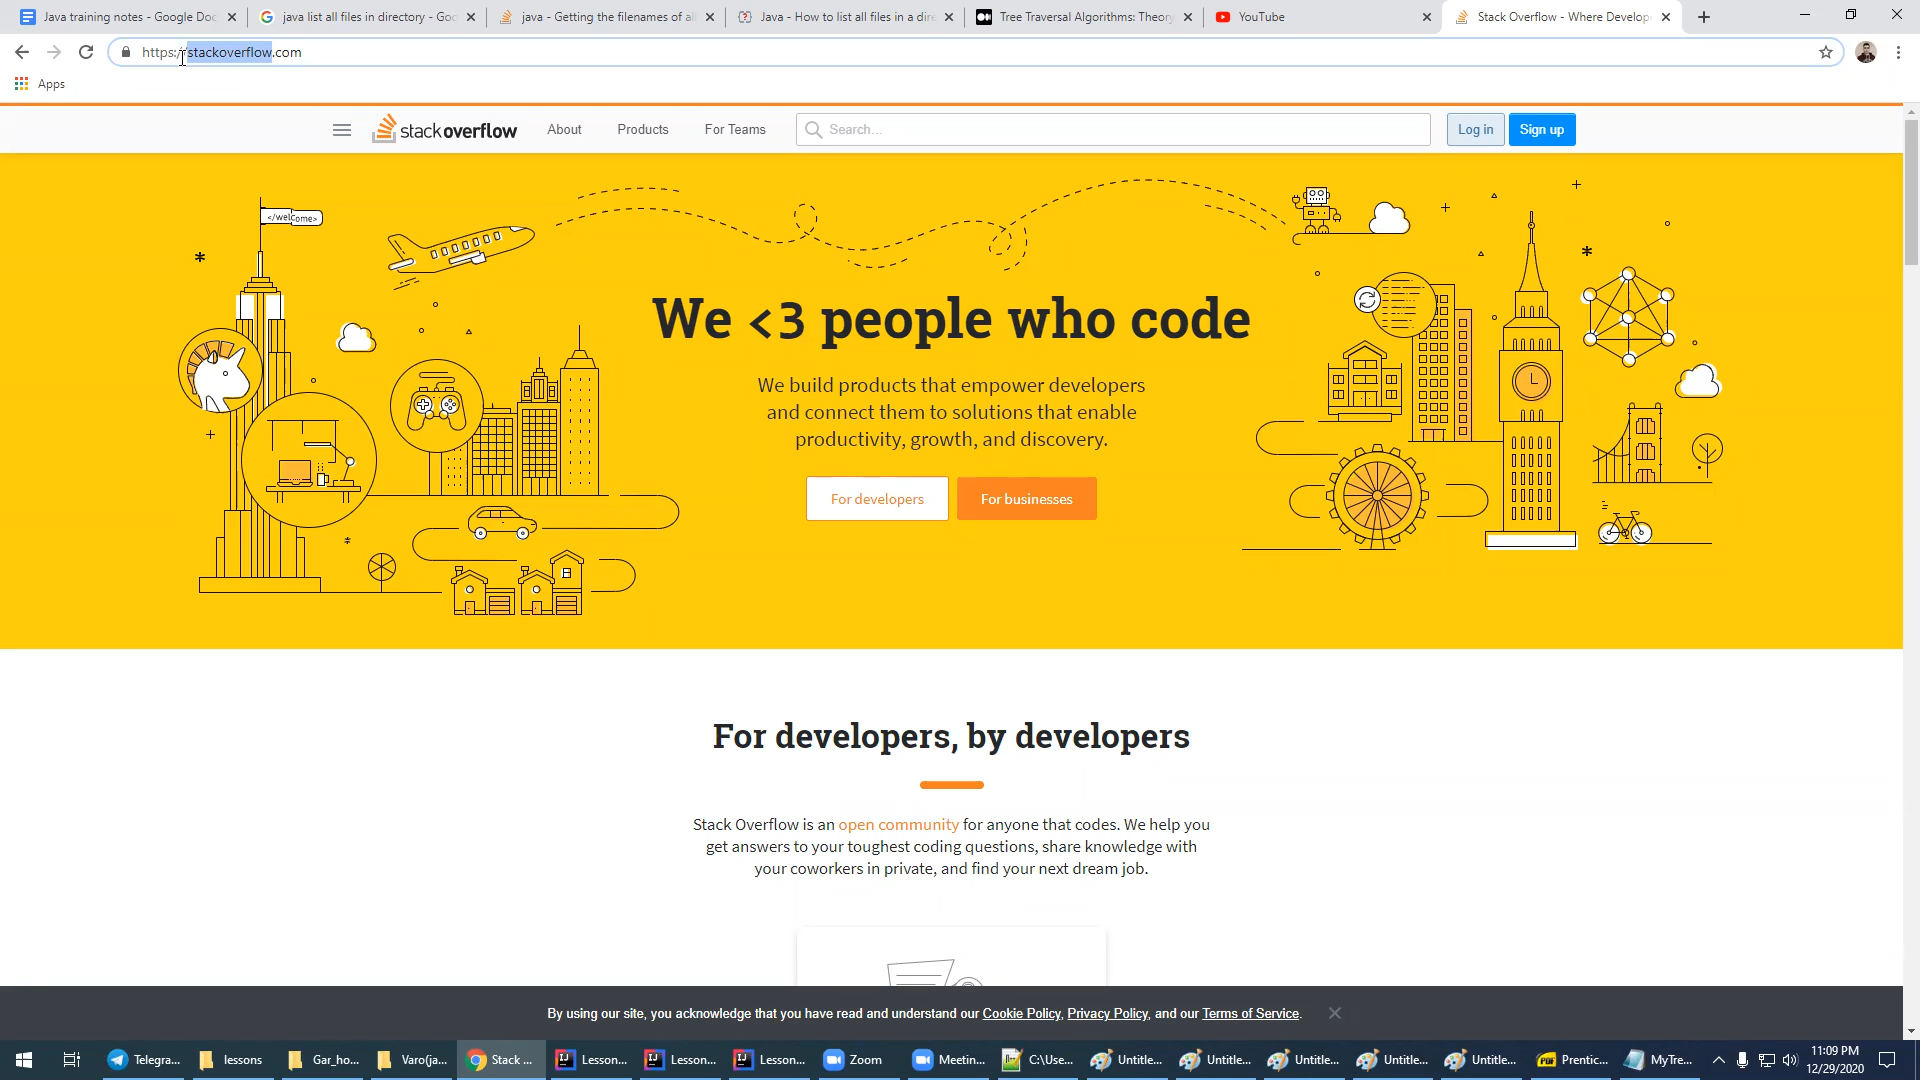 Java training notes - Google Doc
java list all files in directory - Goo
java - Getting the filenames of all
Java - How to list all files in a dire
Tree Traversal Algorithms: Theory
YouTube
Stack Overflow - Where Develop
https://stackoverflow.com
Apps
stackoverflow
About
Products
For Teams
Search...
Log in
Sign up
</welcome>
We <3 people who code
We build products that empower developers
and connect them to solutions that enable
productivity, growth, and discovery.
For developers
For businesses
For developers, by developers
Stack Overflow is an open community for anyone that codes. We help you
get answers to your toughest coding questions, share knowledge with
your coworkers in private, and find your next dream job.
By using our site, you acknowledge that you have read and understand our Cookie Policy, Privacy Policy, and our Terms of Service.
Telegra...
lessons
Gar_ho...
Varo(ja...
Stack ...
Lesson...
Lesson...
Lesson...
Zoom
Meetin...
C:\Use...
Untitle...
Untitle...
Untitle...
Untitle...
Untitle...
PDF
Prentic...
MyTre...
11:09 PM
12/29/2020